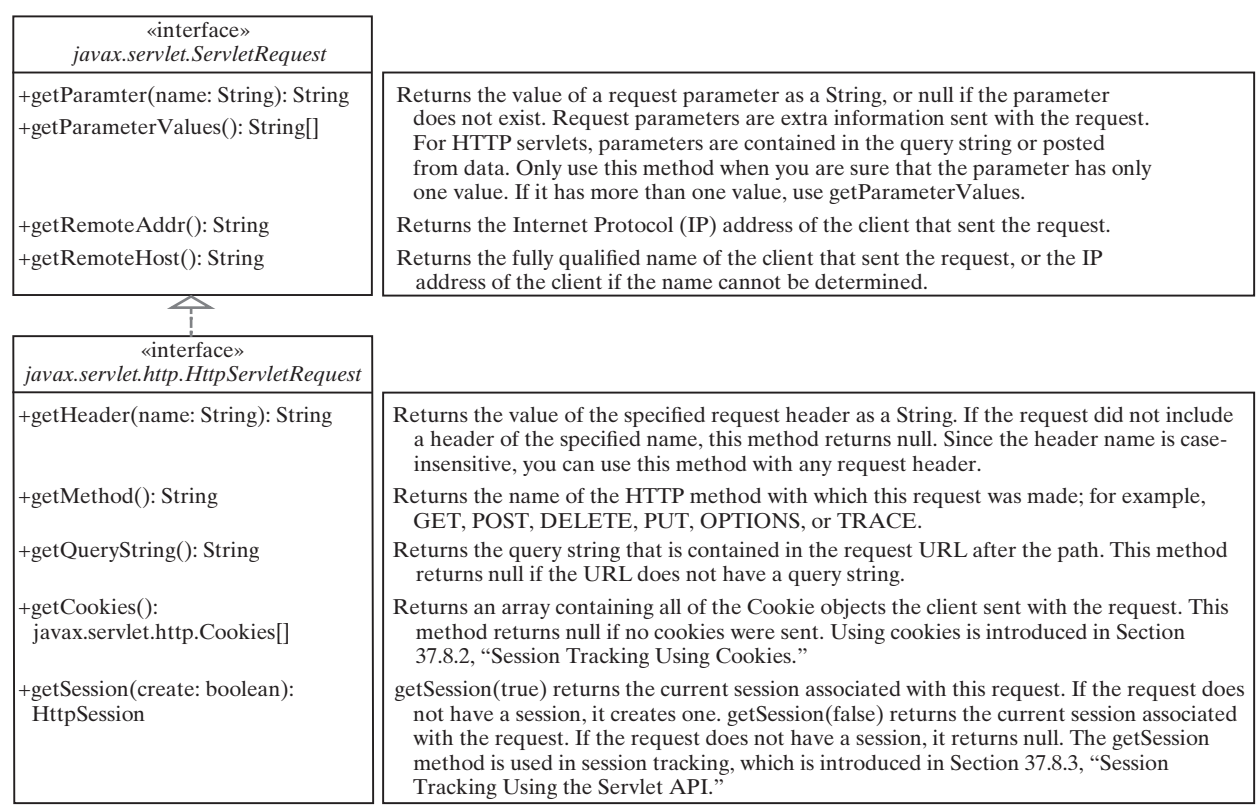 «interface»
javax.servlet.ServletRequest
+getParamter(name: String): String
+getParameterValues(): String[]
Returns the value of a request parameter as a String, or null if the parameter
does not exist. Request parameters are extra information sent with the request.
For HTTP servlets, parameters are contained in the query string or posted
from data. Only use this method when you are sure that the parameter has only
one value. If it has more than one value, use getParameterValues.
+getRemoteAddr(): String
Returns the Internet Protocol (IP) address of the client that sent the request.
+getRemoteHost(): String
Returns the fully qualified name of the client that sent the request, or the IP
address of the client if the name cannot be determined.
«interface»
javax.servlet.http.HttpServletRequest
+getHeader(name: String): String
Returns the value of the specified request header as a String. If the request did not include
a header of the specified name, this method returns null. Since the header name is case-
insensitive, you can use this method with any request header.
+getMethod(): String
Returns the name of the HTTP method with which this request was made; for example,
GET, POST, DELETE, PUT, OPTIONS, or TRACE.
+getQueryString(): String
Returns the query string that is contained in the request URL after the path. This method
returns null if the URL does not have a query string.
+getCookies():
javax.servlet.http.Cookies[]
Returns an array containing all of the Cookie objects the client sent with the request. This
method returns null if no cookies were sent. Using cookies is introduced in Section
37.8.2, “Session Tracking Using Cookies.”
+getSession(create: boolean):
HttpSession
getSession(true) returns the current session associated with this request. If the request does
not have a session, it creates one. getSession(false) returns the current session associated
with the request. If the request does not have a session, it returns null. The getSession
method is used in session tracking, which is introduced in Section 37.8.3, “Session
Tracking Using the Servlet API.”